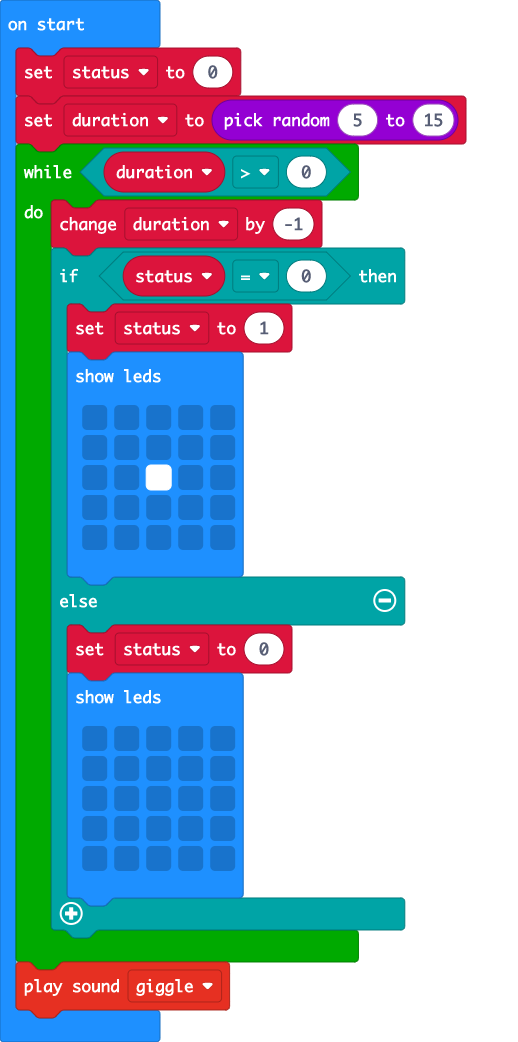 on start
set status to 0
set duration to pick random 5 to 15
while duration > 0
do
change duration by -1
if status = 0 then
set status to 1
show leds
else
set status to 0
show leds
play sound giggle